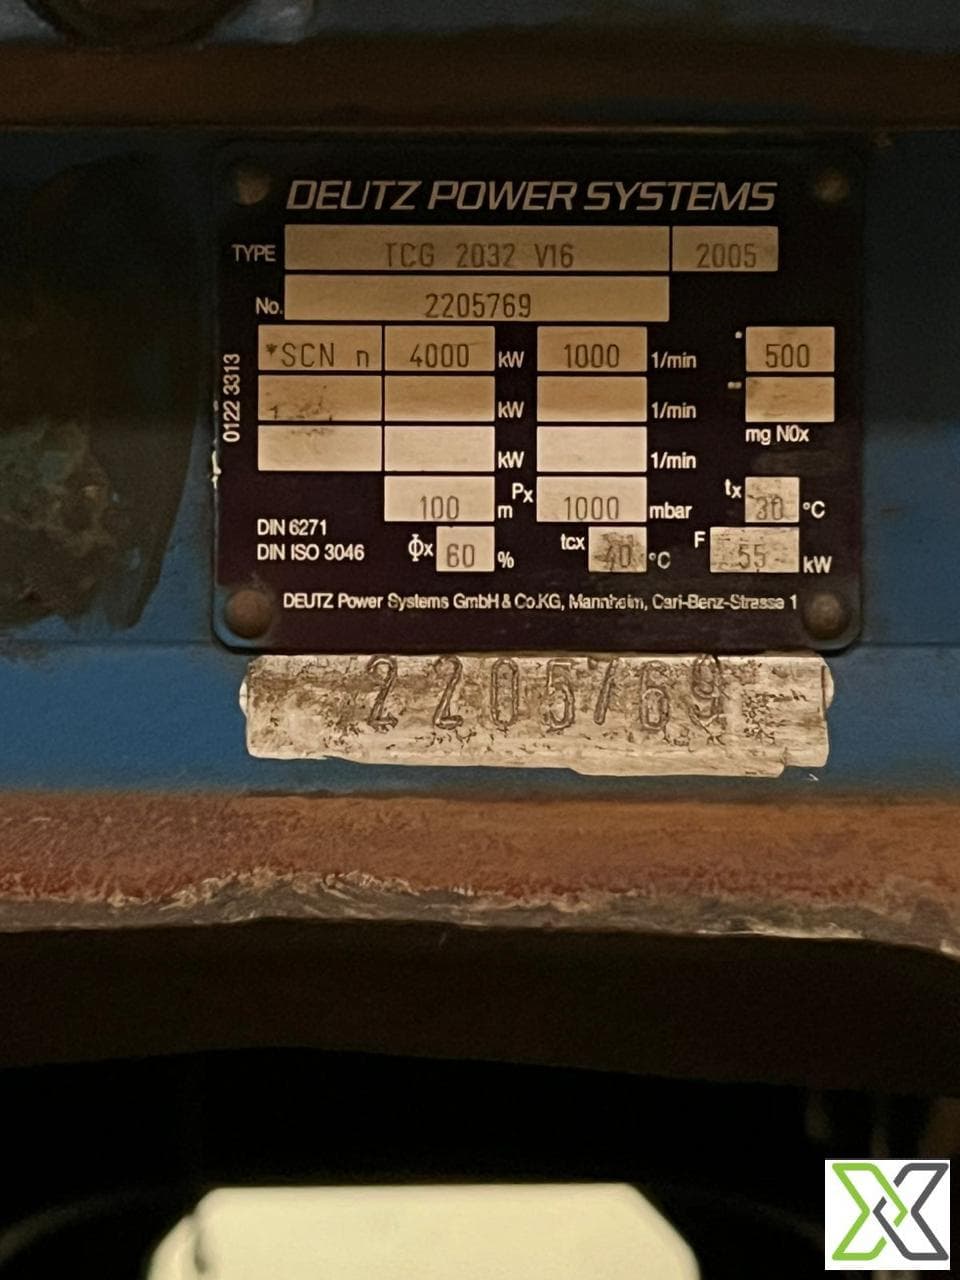 DEUTZ POWER SYSTEMS
TYPE TCG 2032 V16 2005
No. 2205769
*SCN n 4000 kW 1000 1/min * 500
kW 1/min **
mg N0x
kW 1/min
0122 3313
100 m Px 1000 mbar tx 30 °C
DIN 6271
DIN ISO 3046 Φx 60 % tcx 40 °C F 55 kW
DEUTZ Power Systems GmbH & Co.KG, Mannheim, Carl-Benz-Strasse 1
2205769